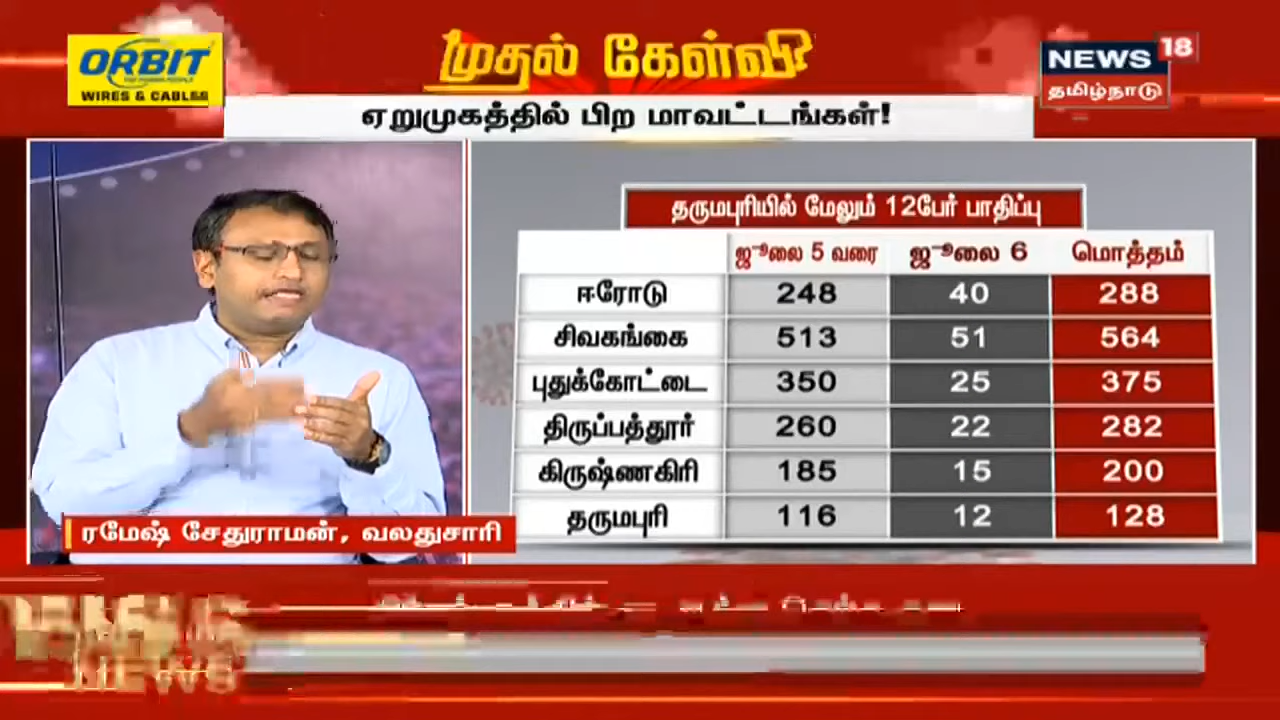 ORBIT
WIRES & CABLES
முதல் கேள்வி?
NEWS 18
தமிழ்நாடு
ஏறுமுகத்தில் பிற மாவட்டங்கள்!
தருமபுரியில் மேலும் 12பேர் பாதிப்பு
ஜூலை 5 வரை ஜூலை 6 மொத்தம்
ஈரோடு 248 40 288
சிவகங்கை 513 51 564
புதுக்கோட்டை 350 25 375
திருப்பத்தூர் 260 22 282
கிருஷ்ணகிரி 185 15 200
தருமபுரி 116 12 128
ரமேஷ் சேதுராமன், வலதுசாரி
NEWS